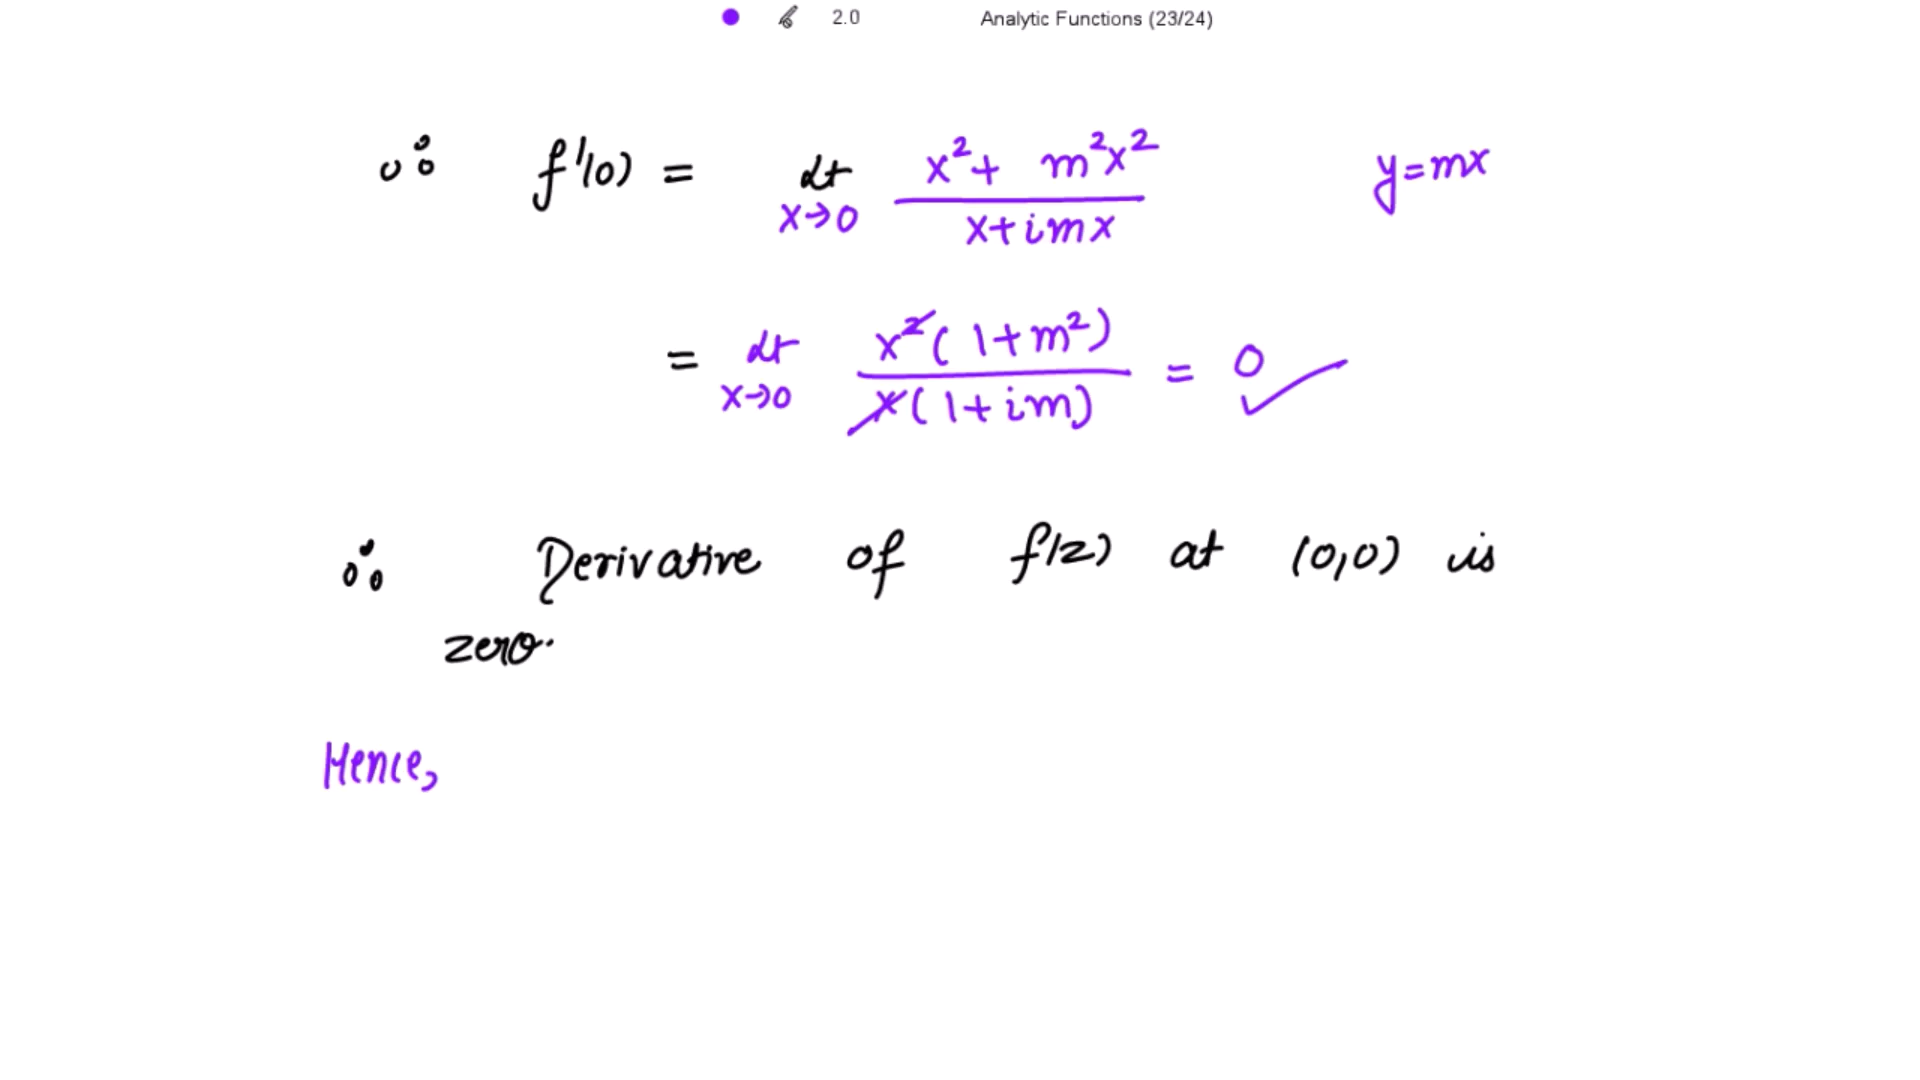 2.0 Analytic Functions (23/24)
∴ f'(0) = Lt x→0 (x² + m²x²)/(x+imx) y=mx
= Lt x→0 x²(1+m²)/x(1+im) = 0 ✓
∴ Derivative of f(z) at (0,0) is
zero.
Hence,